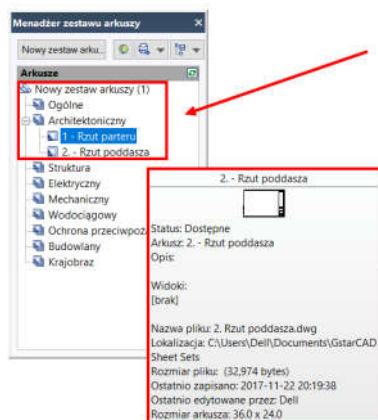 Menadżer zestawu arkuszy
Nowy zestaw arku...
Arkusze
Nowy zestaw arkuszy (1)
Ogólne
Architektoniczny
1 - Rzut parteru
2. - Rzut poddasza
Struktura
Elektryczny
Mechaniczny
Wodociągowy
Ochrona przeciwpoż
Budowlany
Krajobraz
2. - Rzut poddasza
Status: Dostępne
Arkusz: 2. - Rzut poddasza
Opis:
Widoki:
[brak]
Nazwa pliku: 2. Rzut poddasza.dwg
Lokalizacja: C:\Users\Dell\Documents\GstarCAD
Sheet Sets
Rozmiar pliku: (32,974 bytes)
Ostatnio zapisano: 2017-11-22 20:19:38
Ostatnio edytowane przez: Dell
Rozmiar arkusza: 36.0 x 24.0